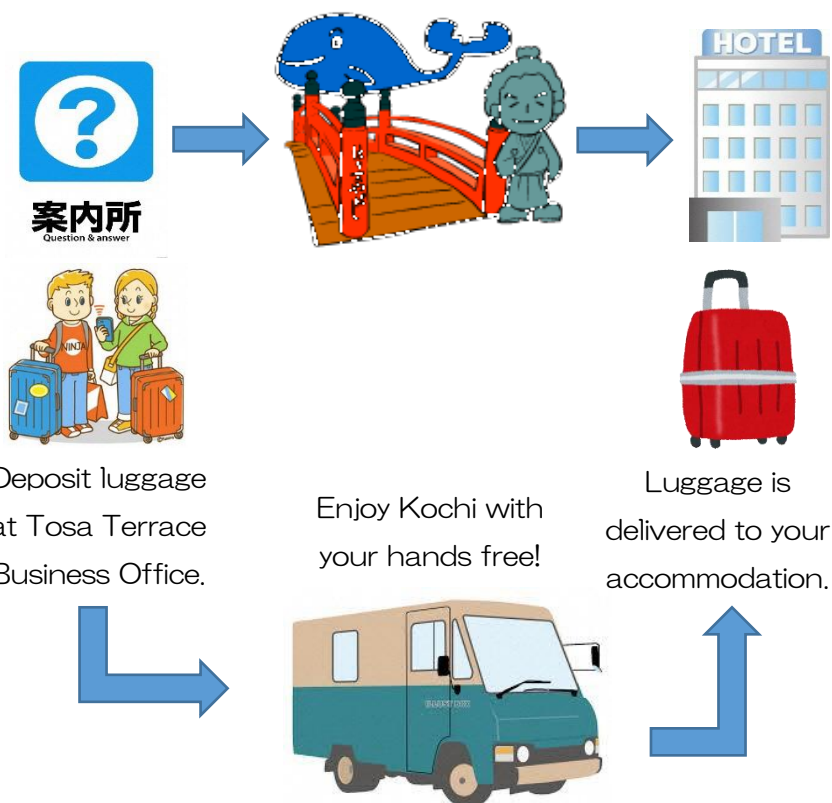 HOTEL
案内所
Question & answer
NINJA
Deposit luggage
at Tosa Terrace
Business Office.
Enjoy Kochi with
your hands free!
Luggage is
delivered to your
accommodation.